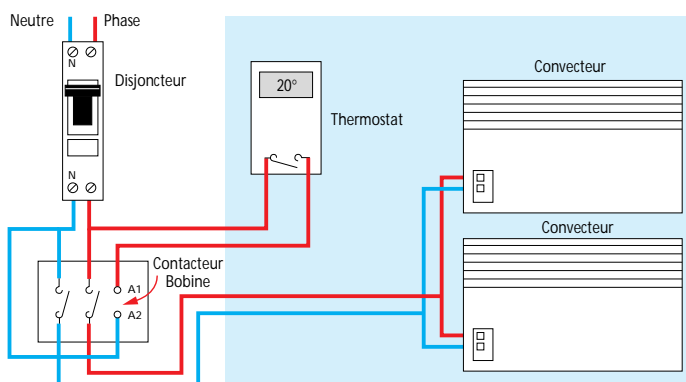 Neutre
Phase
N
Disjoncteur
N
20°
Thermostat
Convecteur
Convecteur
Contacteur
Bobine
A1
A2